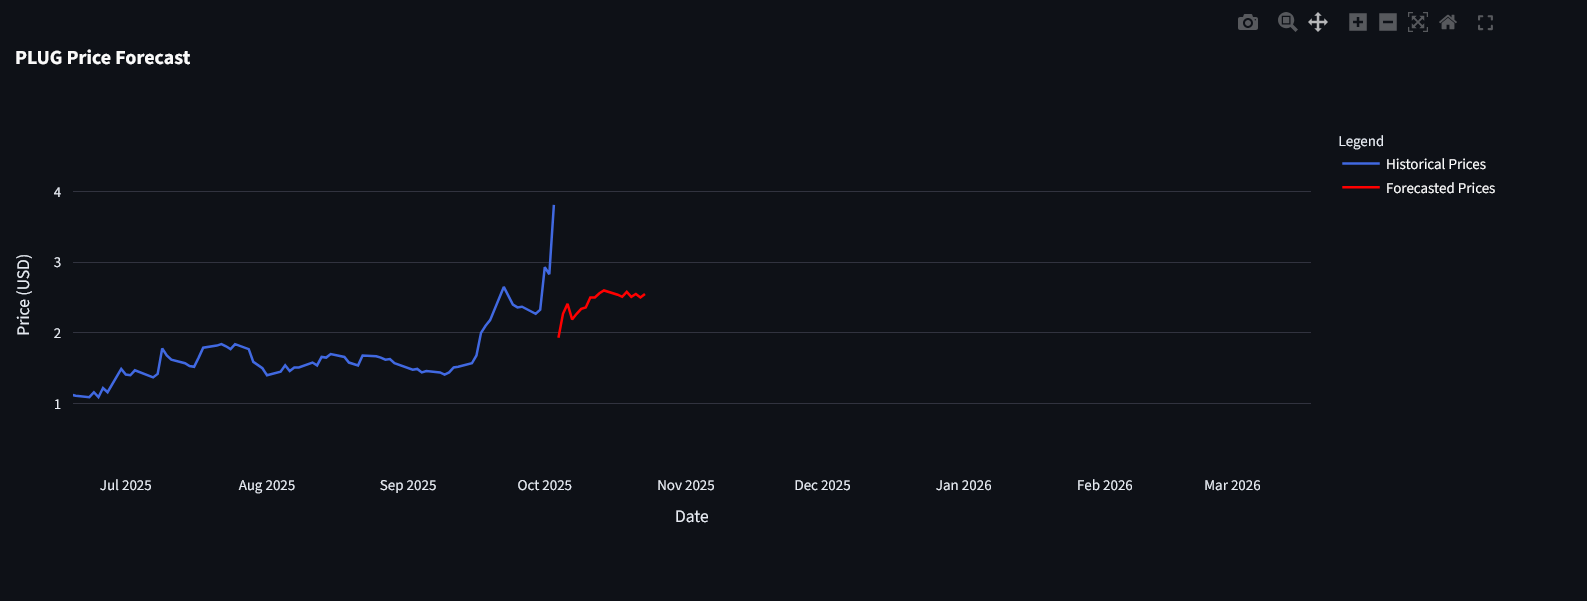 PLUG Price Forecast
Legend
Historical Prices
Forecasted Prices
Price (USD)
4
3
2
1
Jul 2025
Aug 2025
Sep 2025
Oct 2025
Nov 2025
Dec 2025
Jan 2026
Feb 2026
Mar 2026
Date